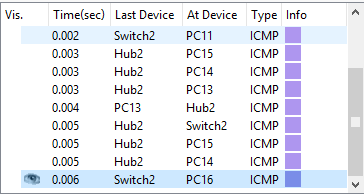 Vis. Time(sec) Last Device At Device Type Info
0.002 Switch2 PC11 ICMP
0.003 Hub2 PC15 ICMP
0.003 Hub2 PC14 ICMP
0.003 Hub2 PC13 ICMP
0.004 PC13 Hub2 ICMP
0.005 Hub2 Switch2 ICMP
0.005 Hub2 PC15 ICMP
0.005 Hub2 PC14 ICMP
0.006 Switch2 PC16 ICMP